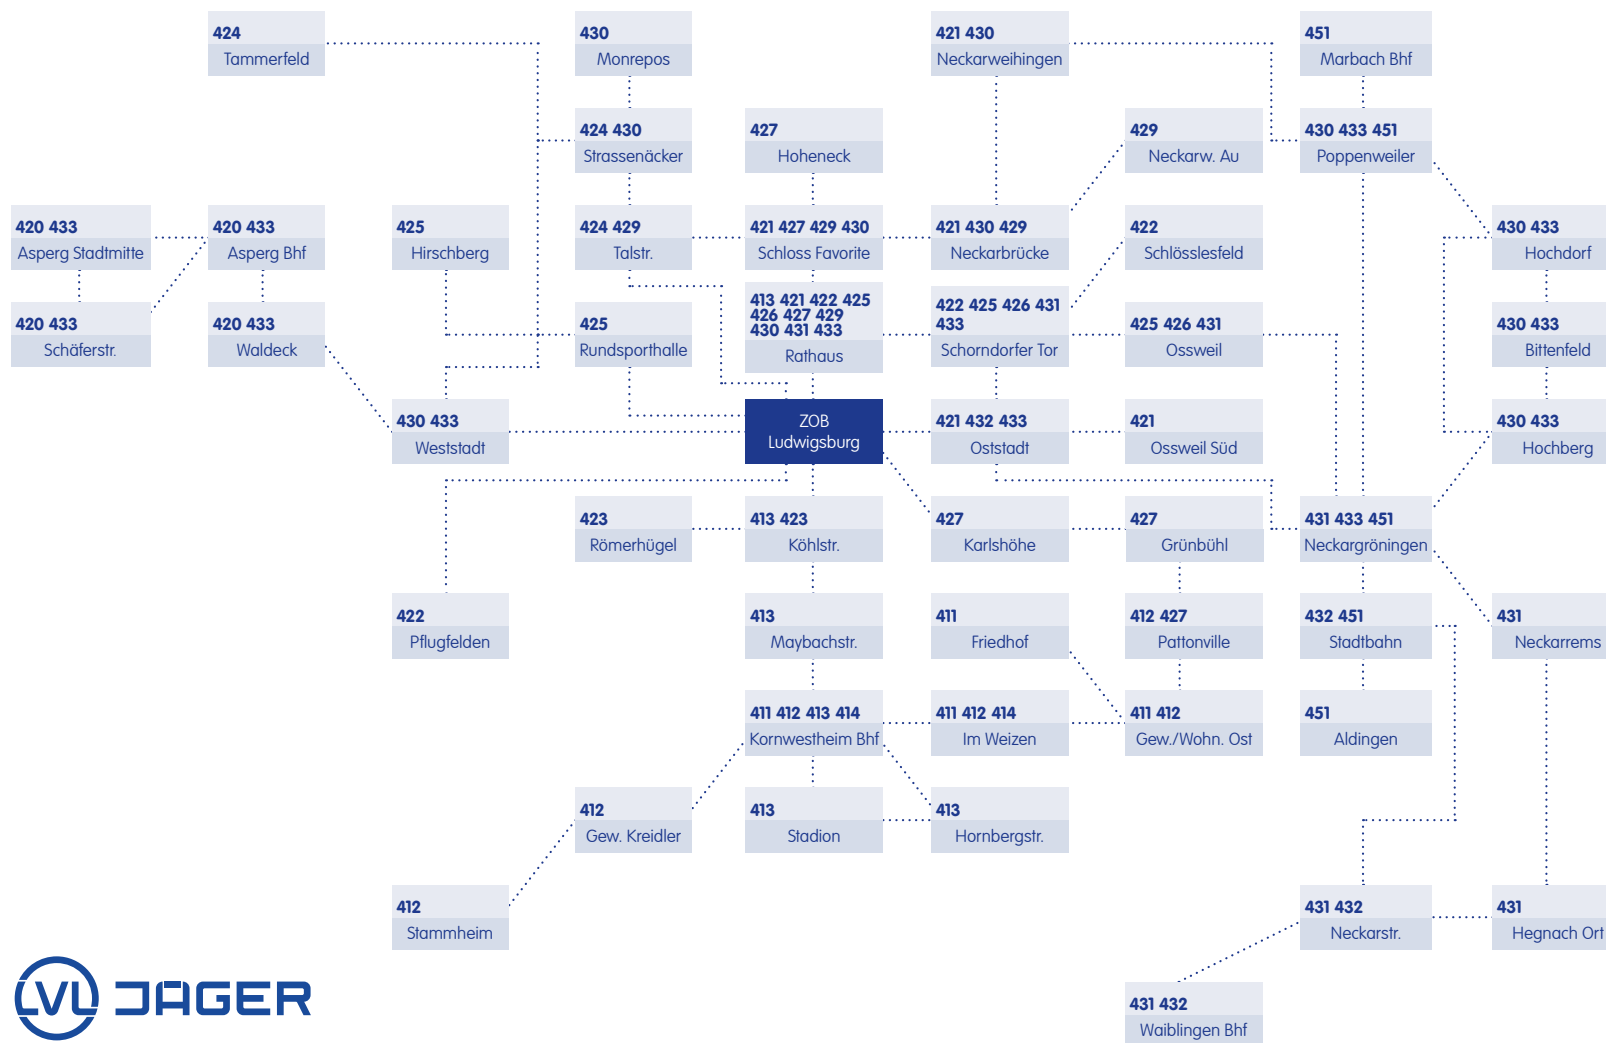 424
Tammerfeld
430
Monrepos
421 430
Neckarweihingen
451
Marbach Bhf
424 430
Strassenäcker
427
Hoheneck
429
Neckarw. Au
430 433 451
Poppenweiler
420 433
Asperg Stadtmitte
420 433
Asperg Bhf
425
Hirschberg
424 429
Talstr.
421 427 429 430
Schloss Favorite
421 430 429
Neckarbrücke
422
Schlösslesfeld
430 433
Hochdorf
420 433
Schäferstr.
420 433
Waldeck
425
Rundsporthalle
413 421 422 425
426 427 429
430 431 433
Rathaus
422 425 426 431
433
Schorndorfer Tor
425 426 431
Ossweil
430 433
Bittenfeld
430 433
Weststadt
ZOB
Ludwigsburg
421 432 433
Oststadt
421
Ossweil Süd
430 433
Hochberg
423
Römerhügel
413 423
Köhlstr.
427
Karlshöhe
427
Grünbühl
431 433 451
Neckargröningen
422
Pflugfelden
413
Maybachstr.
411
Friedhof
412 427
Pattonville
432 451
Stadtbahn
431
Neckarrems
411 412 413 414
Kornwestheim Bhf
411 412 414
Im Weizen
411 412
Gew./Wohn. Ost
451
Aldingen
412
Gew. Kreidler
413
Stadion
413
Hornbergstr.
412
Stammheim
431 432
Neckarstr.
431
Hegnach Ort
LVL JÄGER
431 432
Waiblingen Bhf